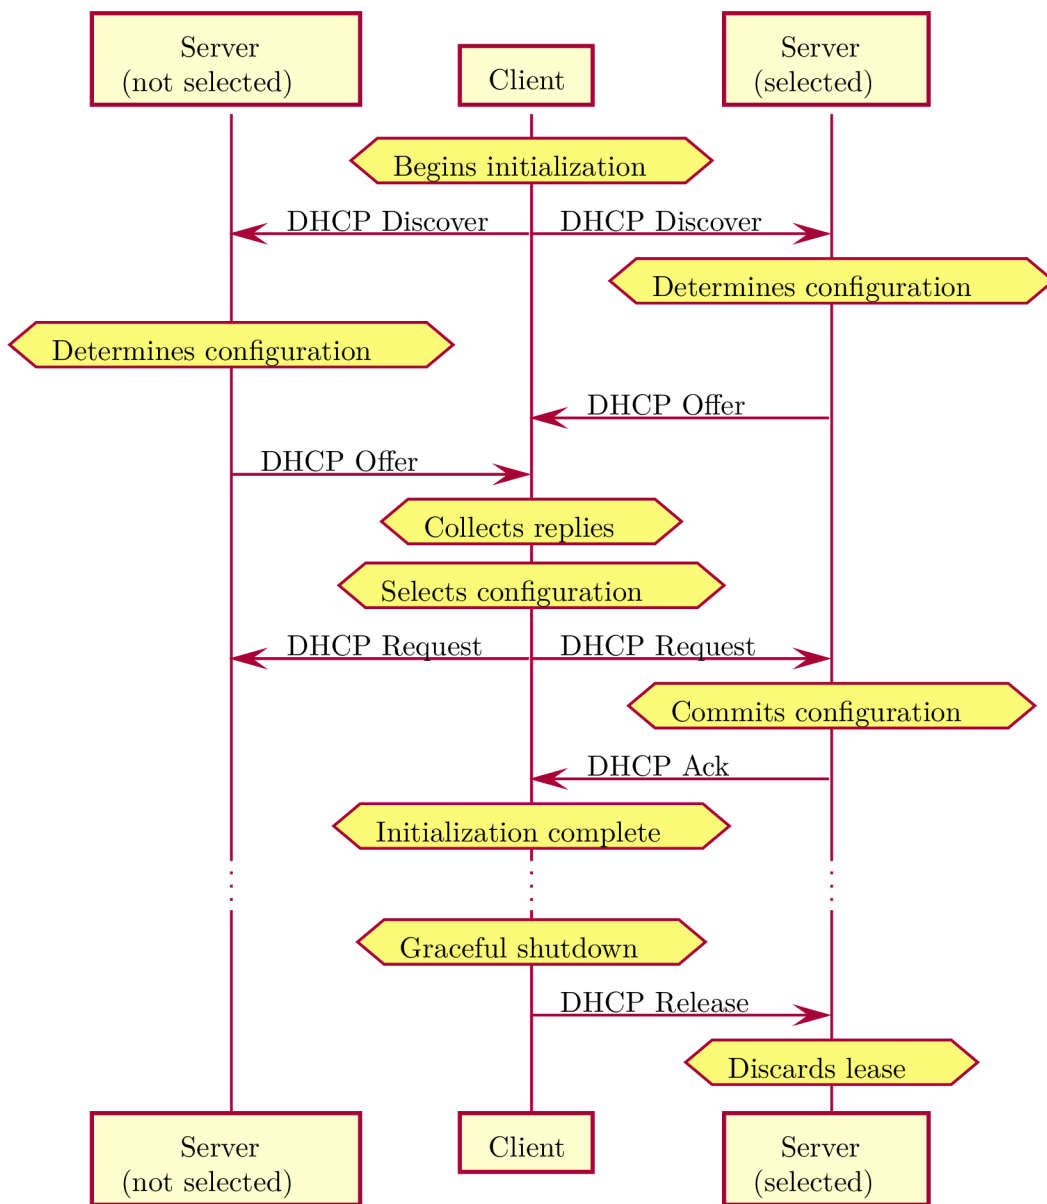 Server
(not selected)
Client
Server
(selected)
Begins initialization
DHCP Discover
DHCP Discover
Determines configuration
Determines configuration
DHCP Offer
DHCP Offer
Collects replies
Selects configuration
DHCP Request
DHCP Request
Commits configuration
DHCP Ack
Initialization complete
Graceful shutdown
DHCP Release
Discards lease
Server
(not selected)
Client
Server
(selected)